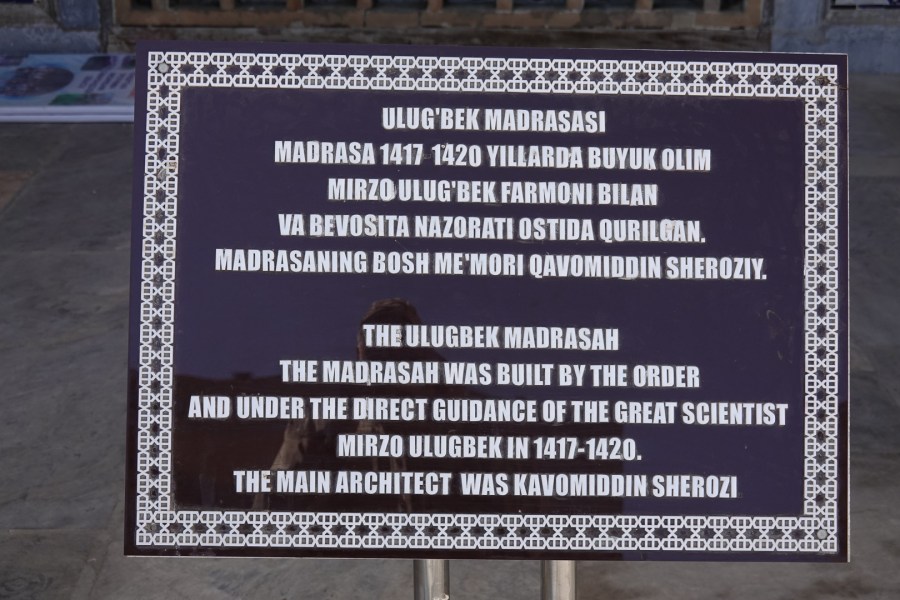 ULUG'BEK MADRASASI
MADRASA 1417-1420 YILLARDA BUYUK OLIM
MIRZO ULUG'BEK FARMONI BILAN
VA BEVOSITA NAZORATI OSTIDA QURILGAN.
MADRASANING BOSH ME'MORI QAVOMIDDIN SHEROZIY.
THE ULUGBEK MADRASAH
THE MADRASAH WAS BUILT BY THE ORDER
AND UNDER THE DIRECT GUIDANCE OF THE GREAT SCIENTIST
MIRZO ULUGBEK IN 1417-1420.
THE MAIN ARCHITECT WAS KAVOMIDDIN SHEROZI